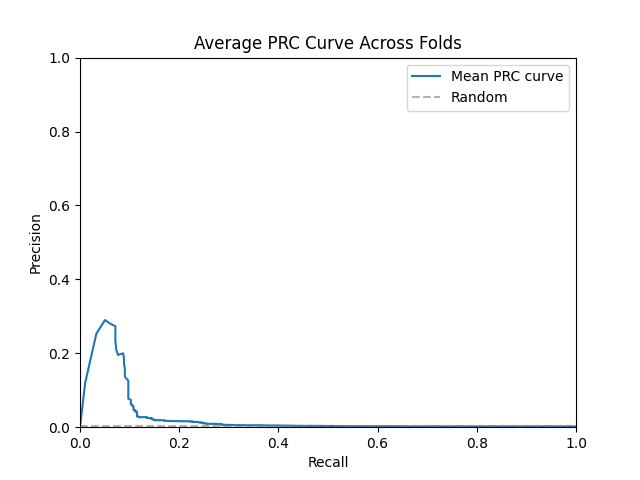 Average PRC Curve Across Folds
Mean PRC curve
Random
Precision
1.0
0.8
0.6
0.4
0.2
0.0
0.0 0.2 0.4 0.6 0.8 1.0
Recall